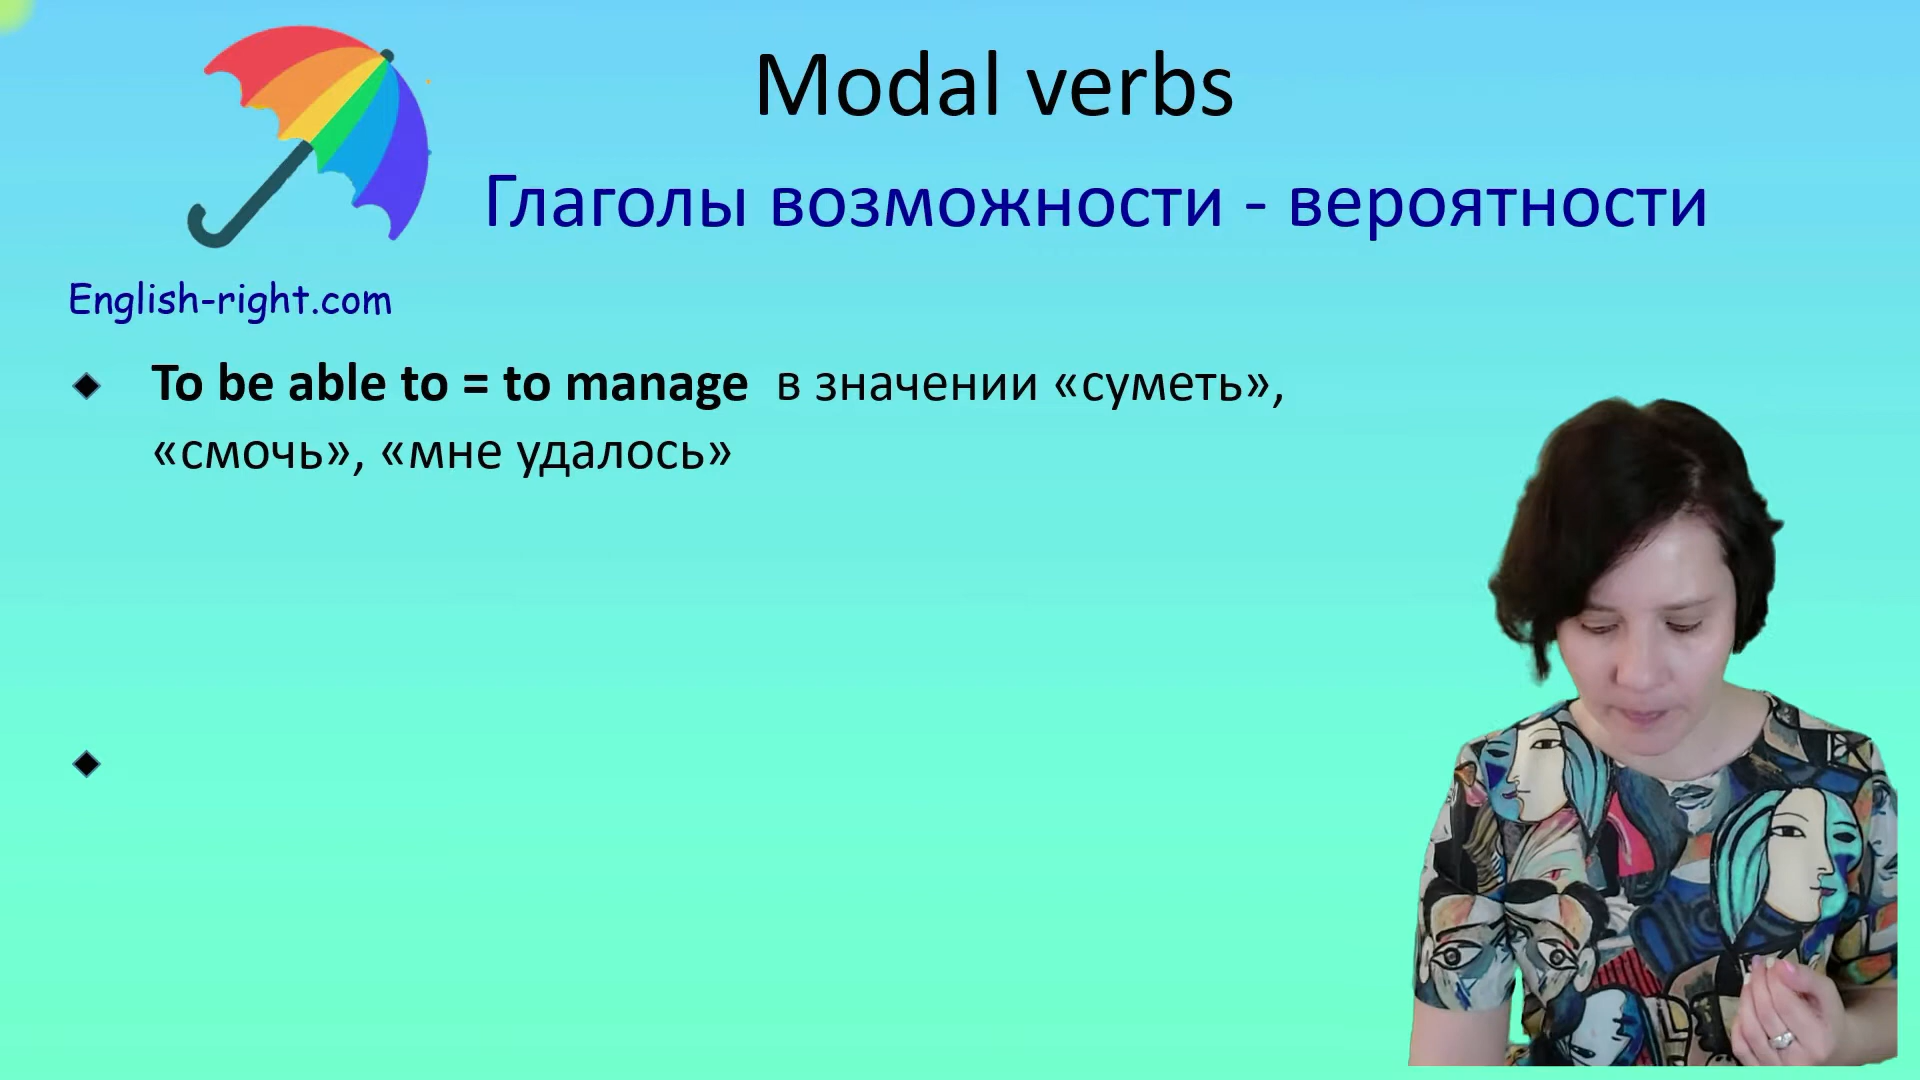 Modal verbs
Глаголы возможности - вероятности
English-right.com
To be able to = to manage в значении «суметь»,
«смочь», «мне удалось»